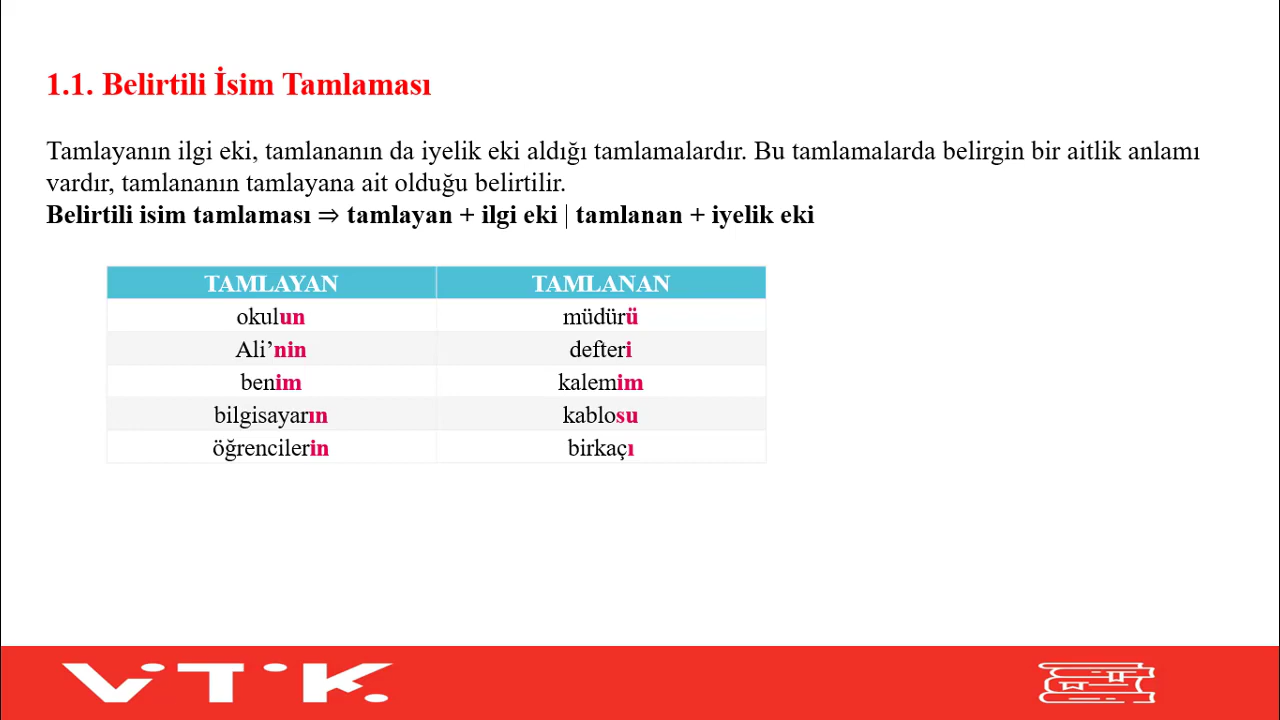 1.1. Belirtili İsim Tamlaması
Tamlayanın ilgi eki, tamlananın da iyelik eki aldığı tamlamalardır. Bu tamlamalarda belirgin bir aitlik anlamı
vardır, tamlananın tamlayana ait olduğu belirtilir.
Belirtili isim tamlaması ⇒ tamlayan + ilgi eki | tamlanan + iyelik eki
TAMLAYAN TAMLANAN
okulun müdürü
Ali’nin defteri
benim kalemim
bilgisayarın kablosu
öğrencilerin birkaçı
VTK